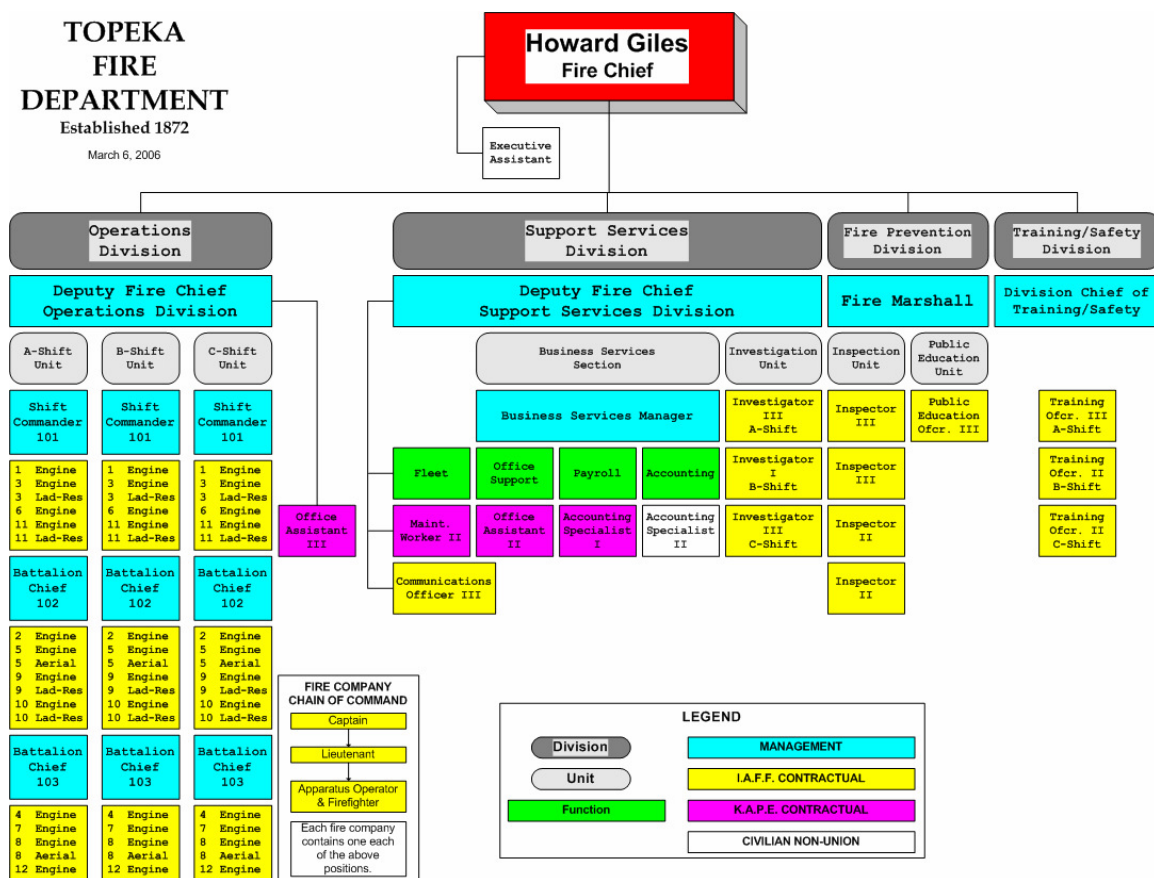 TOPEKA
FIRE
DEPARTMENT
Established 1872
March 6, 2006
Howard Giles
Fire Chief
Executive
Assistant
Operations
Division
Support Services
Division
Fire Prevention
Division
Training/Safety
Division
Deputy Fire Chief
Operations Division
Deputy Fire Chief
Support Services Division
Fire Marshall
Division Chief of
Training/Safety
A-Shift
Unit
B-Shift
Unit
C-Shift
Unit
Business Services
Section
Investigation
Unit
Inspection
Unit
Public
Education
Unit
Shift
Commander
101
Shift
Commander
101
Shift
Commander
101
Business Services Manager
Investigator
III
A-Shift
Inspector
III
Public
Education
Ofcr. III
Training
Ofcr. III
A-Shift
1 Engine
3 Engine
3 Lad-Res
6 Engine
11 Engine
11 Lad-Res
1 Engine
3 Engine
3 Lad-Res
6 Engine
11 Engine
11 Lad-Res
1 Engine
3 Engine
3 Lad-Res
6 Engine
11 Engine
11 Lad-Res
Office
Assistant
III
Fleet
Office
Support
Payroll
Accounting
Investigator
I
B-Shift
Inspector
III
Training
Ofcr. II
B-Shift
Maint.
Worker II
Office
Assistant
II
Accounting
Specialist
I
Accounting
Specialist
II
Investigator
III
C-Shift
Inspector
II
Training
Ofcr. II
C-Shift
Communications
Officer III
Inspector
II
Battalion
Chief
102
Battalion
Chief
102
Battalion
Chief
102
2 Engine
5 Engine
5 Aerial
9 Engine
9 Lad-Res
10 Engine
10 Lad-Res
2 Engine
5 Engine
5 Aerial
9 Engine
9 Lad-Res
10 Engine
10 Lad-Res
2 Engine
5 Engine
5 Aerial
9 Engine
9 Lad-Res
10 Engine
10 Lad-Res
Battalion
Chief
103
Battalion
Chief
103
Battalion
Chief
103
4 Engine
7 Engine
8 Engine
8 Aerial
12 Engine
4 Engine
7 Engine
8 Engine
8 Aerial
12 Engine
4 Engine
7 Engine
8 Engine
8 Aerial
12 Engine
FIRE COMPANY
CHAIN OF COMMAND
Captain
Lieutenant
Apparatus Operator
& Firefighter
Each fire company
contains one each
of the above
positions.
LEGEND
Division
MANAGEMENT
Unit
I.A.F.F. CONTRACTUAL
Function
K.A.P.E. CONTRACTUAL
CIVILIAN NON-UNION